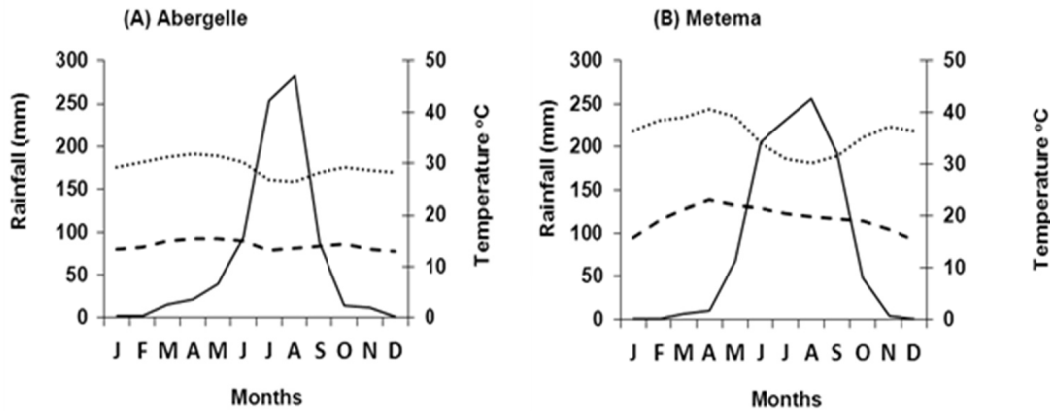 (A) Abergelle
Rainfall (mm)
300
250
200
150
100
50
0
50
40
30
20
10
0
Temperature °C
J F M A M J J A S O N D
Months
(B) Metema
Rainfall (mm)
300
250
200
150
100
50
0
50
40
30
20
10
0
Temperature °C
J F M A M J J A S O N D
Months